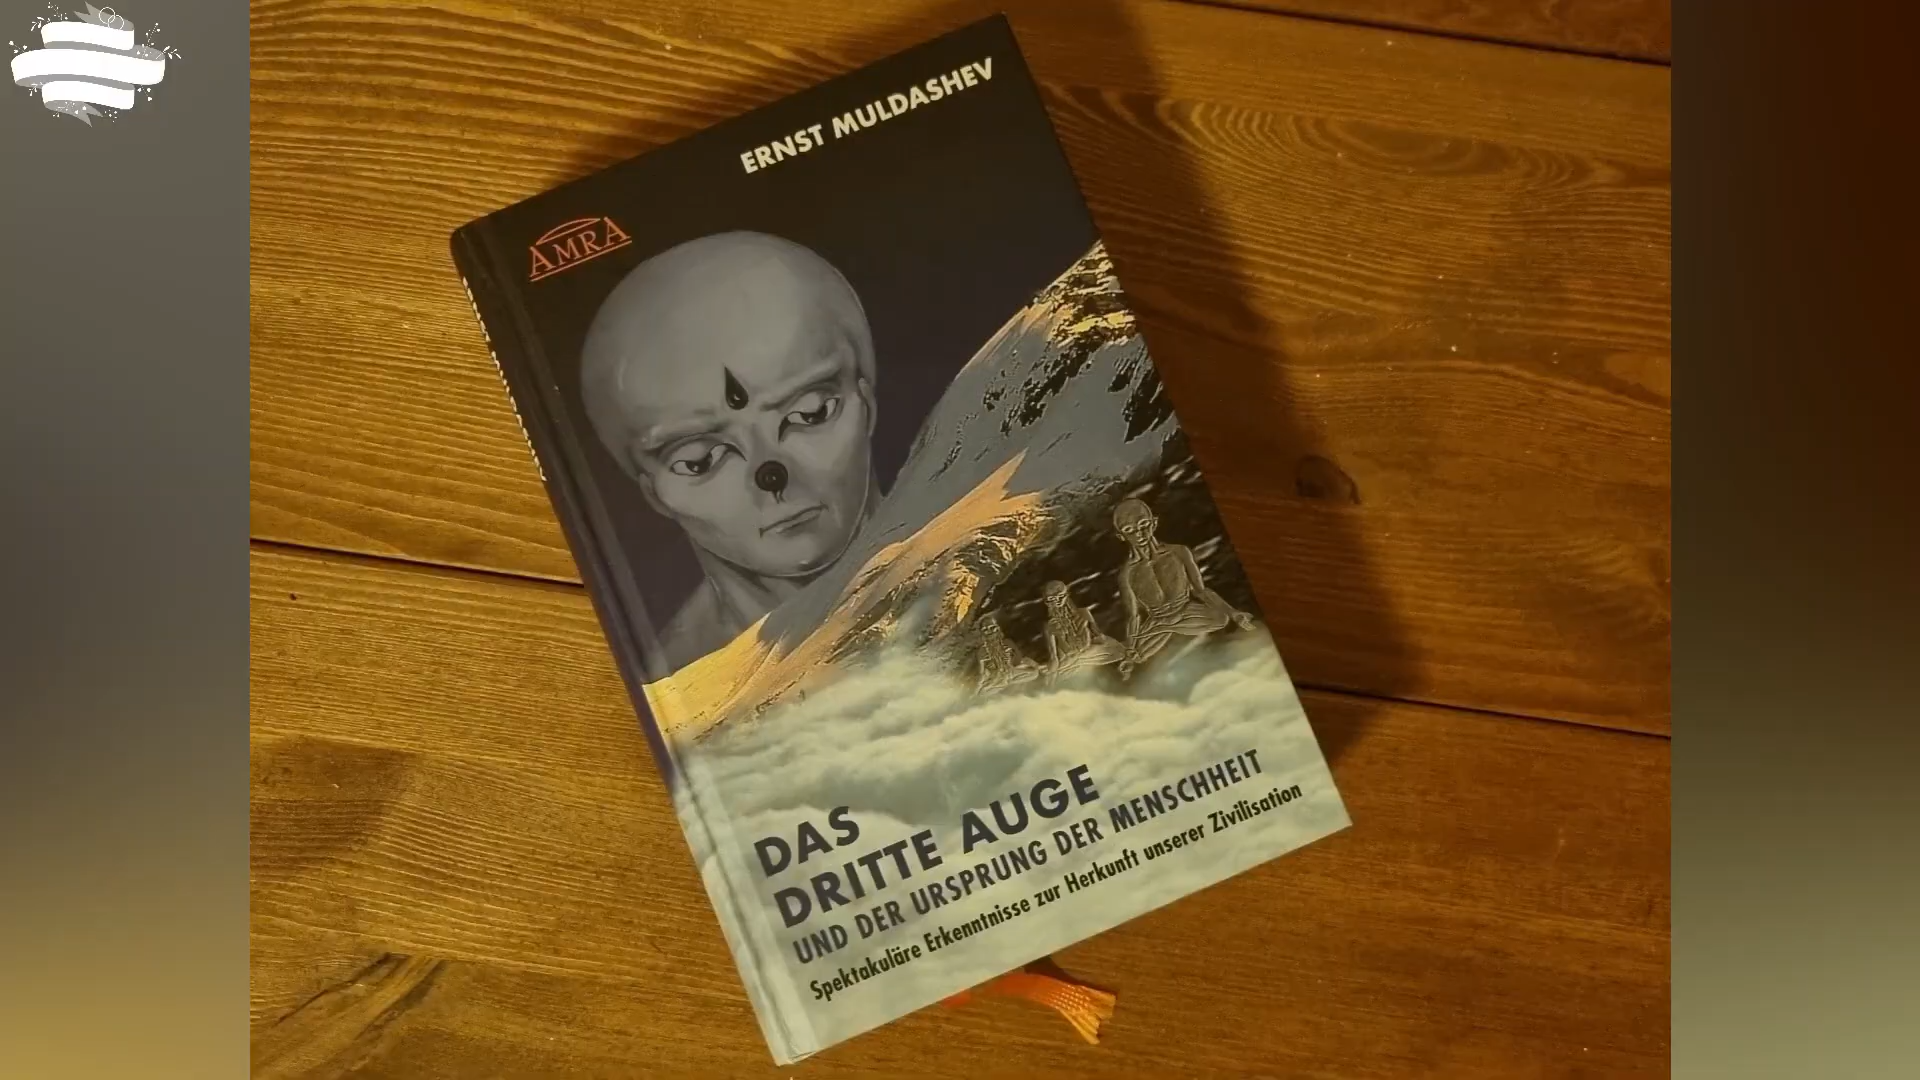 ERNST MULDASHEV
AMRA
DAS
DRITTE AUGE
UND DER URSPRUNG DER MENSCHHEIT
Spektakuläre Erkenntnisse zur Herkunft unserer Zivilisation